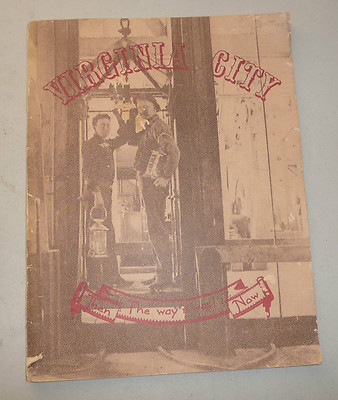 VIRGINIA CITY
The way
Now